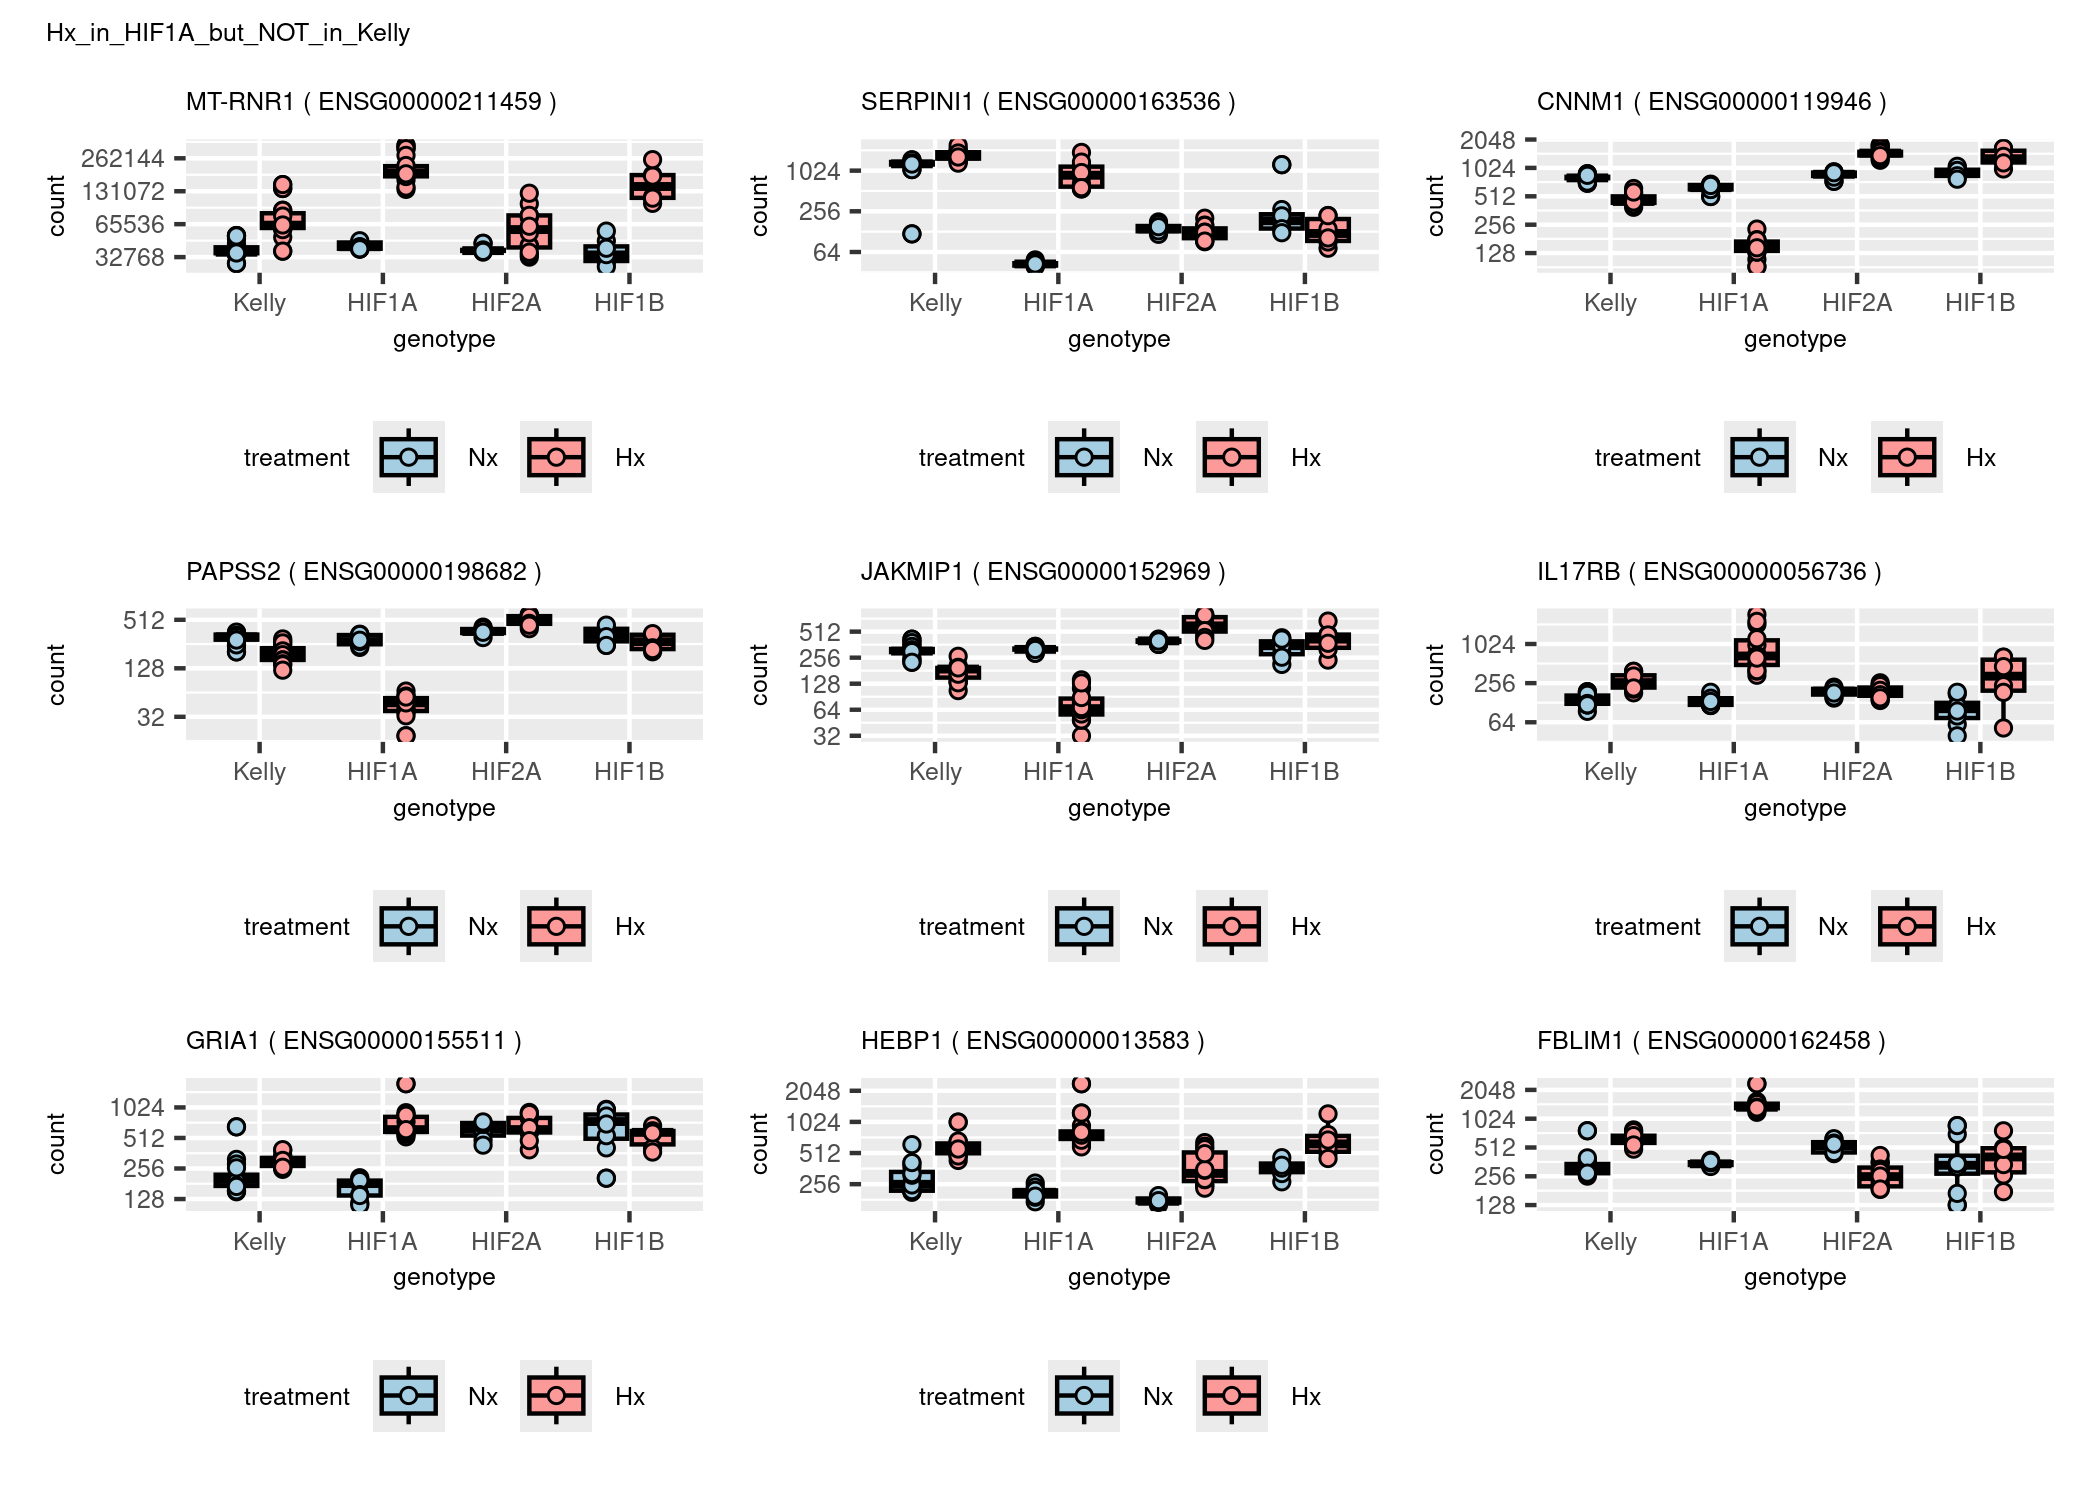 Hx_in_HIF1A_but_NOT_in_Kelly
MT-RNR1 ( ENSG00000211459 )
count
262144
131072
65536
32768
Kelly HIF1A HIF2A HIF1B
genotype
treatment Nx Hx
SERPINI1 ( ENSG00000163536 )
count
1024
256
64
Kelly HIF1A HIF2A HIF1B
genotype
treatment Nx Hx
CNNM1 ( ENSG00000119946 )
count
2048
1024
512
256
128
Kelly HIF1A HIF2A HIF1B
genotype
treatment Nx Hx
PAPSS2 ( ENSG00000198682 )
count
512
128
32
Kelly HIF1A HIF2A HIF1B
genotype
treatment Nx Hx
JAKMIP1 ( ENSG00000152969 )
count
512
256
128
64
32
Kelly HIF1A HIF2A HIF1B
genotype
treatment Nx Hx
IL17RB ( ENSG00000056736 )
count
1024
256
64
Kelly HIF1A HIF2A HIF1B
genotype
treatment Nx Hx
GRIA1 ( ENSG00000155511 )
count
1024
512
256
128
Kelly HIF1A HIF2A HIF1B
genotype
treatment Nx Hx
HEBP1 ( ENSG00000013583 )
count
2048
1024
512
256
Kelly HIF1A HIF2A HIF1B
genotype
treatment Nx Hx
FBLIM1 ( ENSG00000162458 )
count
2048
1024
512
256
128
Kelly HIF1A HIF2A HIF1B
genotype